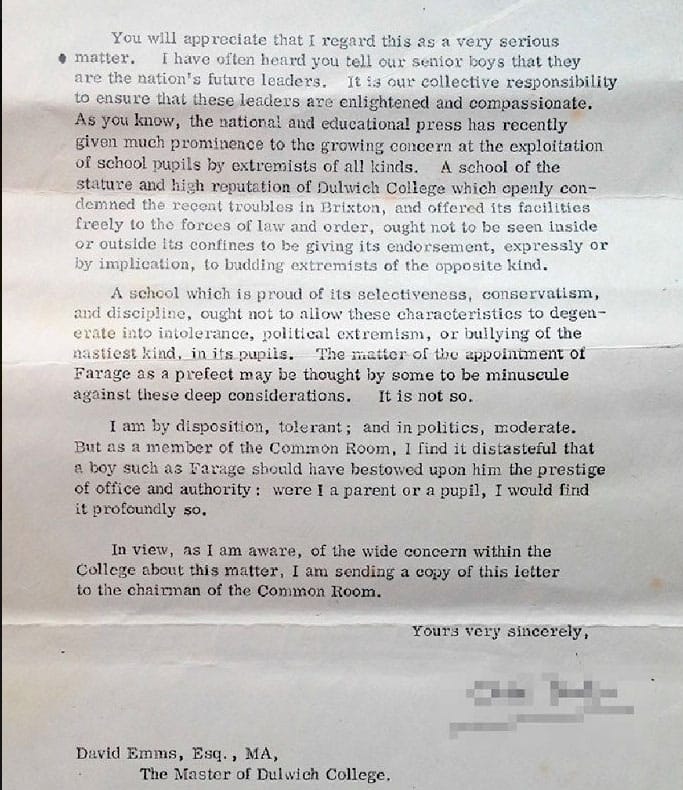 You will appreciate that I regard this as a very serious
matter. I have often heard you tell our senior boys that they
are the nation's future leaders. It is our collective responsibility
to ensure that these leaders are enlightened and compassionate.
As you know, the national and educational press has recently
given much prominence to the growing concern at the exploitation
of school pupils by extremists of all kinds. A school of the
stature and high reputation of Dulwich College which openly con-
demned the recent troubles in Brixton, and offered its facilities
freely to the forces of law and order, ought not to be seen inside
or outside its confines to be giving its endorsement, expressly or
by implication, to budding extremists of the opposite kind.
A school which is proud of its selectiveness, conservatism,
and discipline, ought not to allow these characteristics to degen-
erate into intolerance, political extremism, or bullying of the
nastiest kind, in its pupils. The matter of the appointment of
Farage as a prefect may be thought by some to be minuscule
against these deep considerations. It is not so.
I am by disposition, tolerant; and in politics, moderate.
But as a member of the Common Room, I find it distasteful that
a boy such as Farage should have bestowed upon him the prestige
of office and authority: were I a parent or a pupil, I would find
it profoundly so.
In view, as I am aware, of the wide concern within the
College about this matter, I am sending a copy of this letter
to the chairman of the Common Room.
Yours very sincerely,
David Emms, Esq., MA,
The Master of Dulwich College.